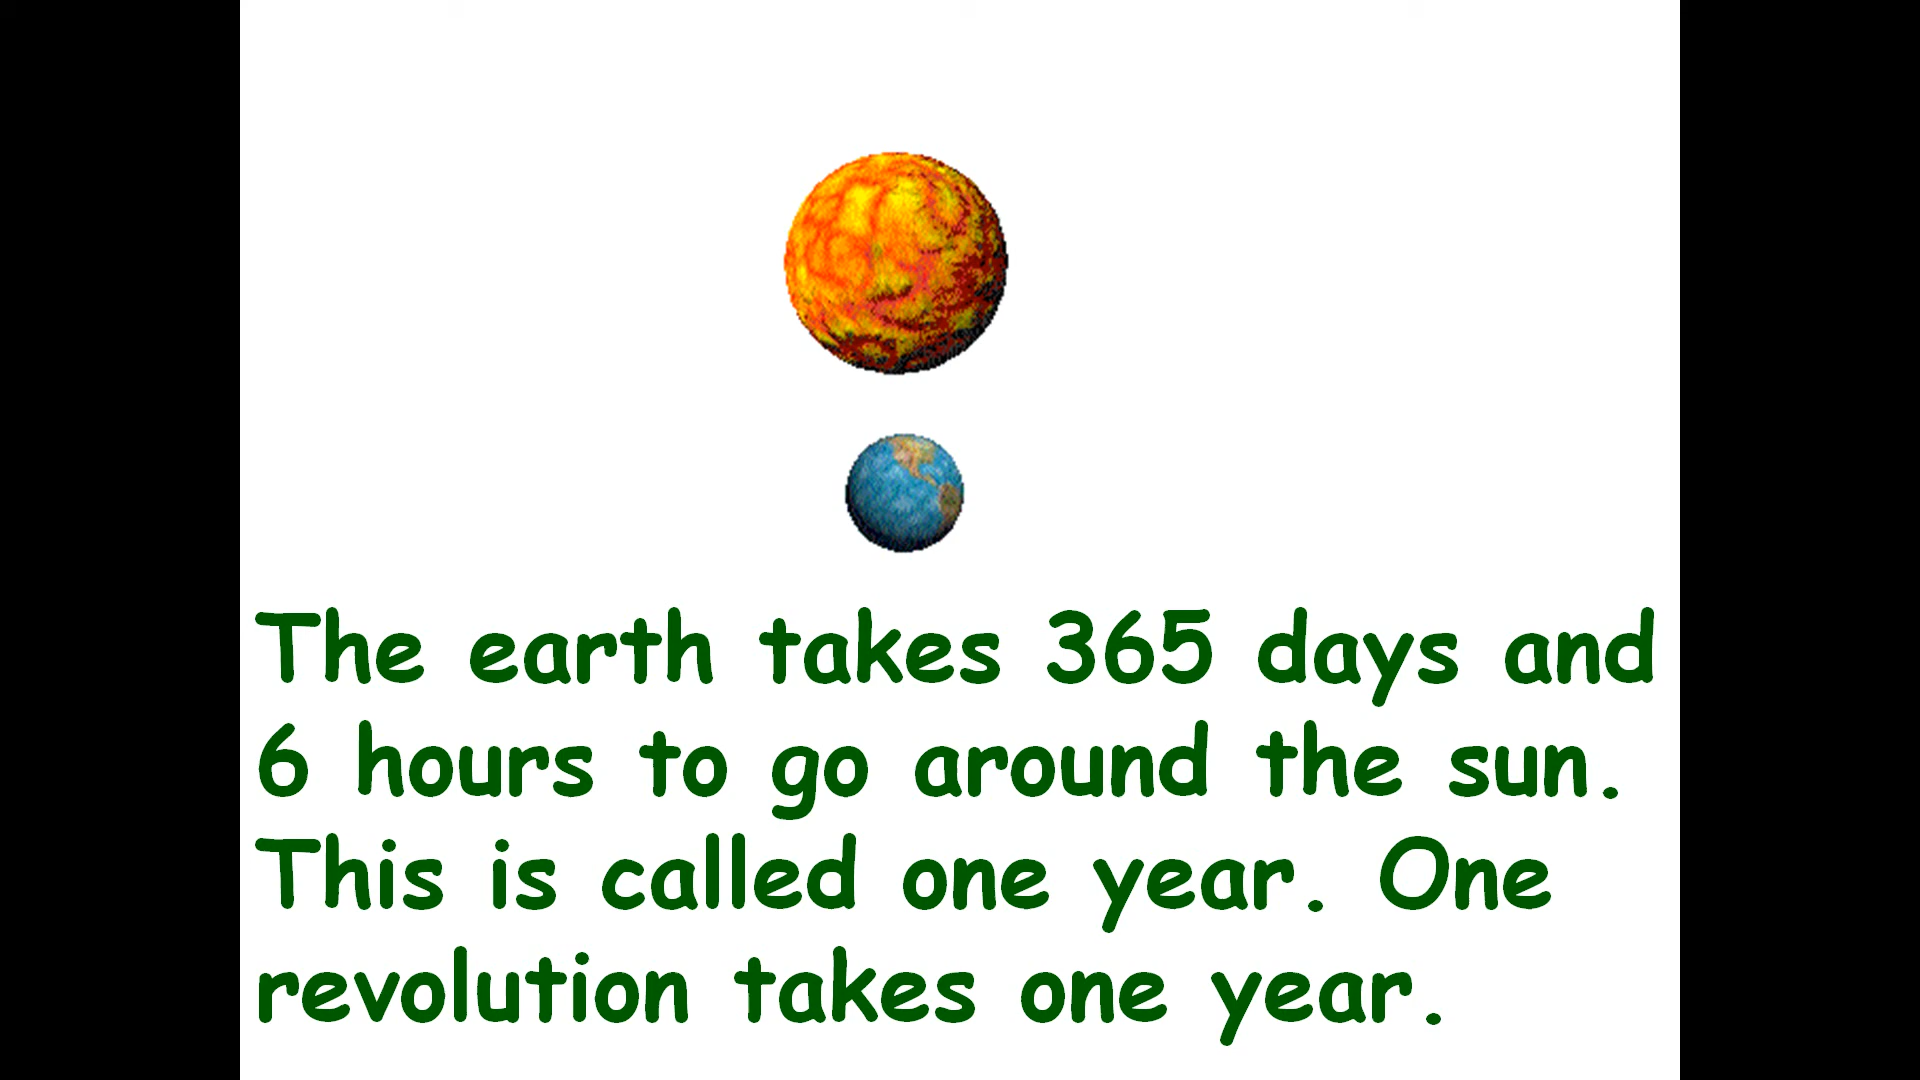 The earth takes 365 days and
6 hours to go around the sun.
This is called one year. One
revolution takes one year.